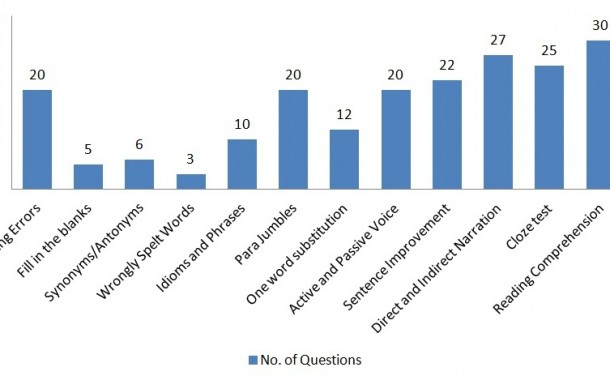 20
5
6
3
10
20
12
20
22
27
25
30
Errors
Fill in the blanks
Synonyms/Antonyms
Wrongly Spelt Words
Idioms and Phrases
Para Jumbles
One word substitution
Active and Passive Voice
Sentence Improvement
Direct and Indirect Narration
Cloze test
Reading Comprehension
No. of Questions